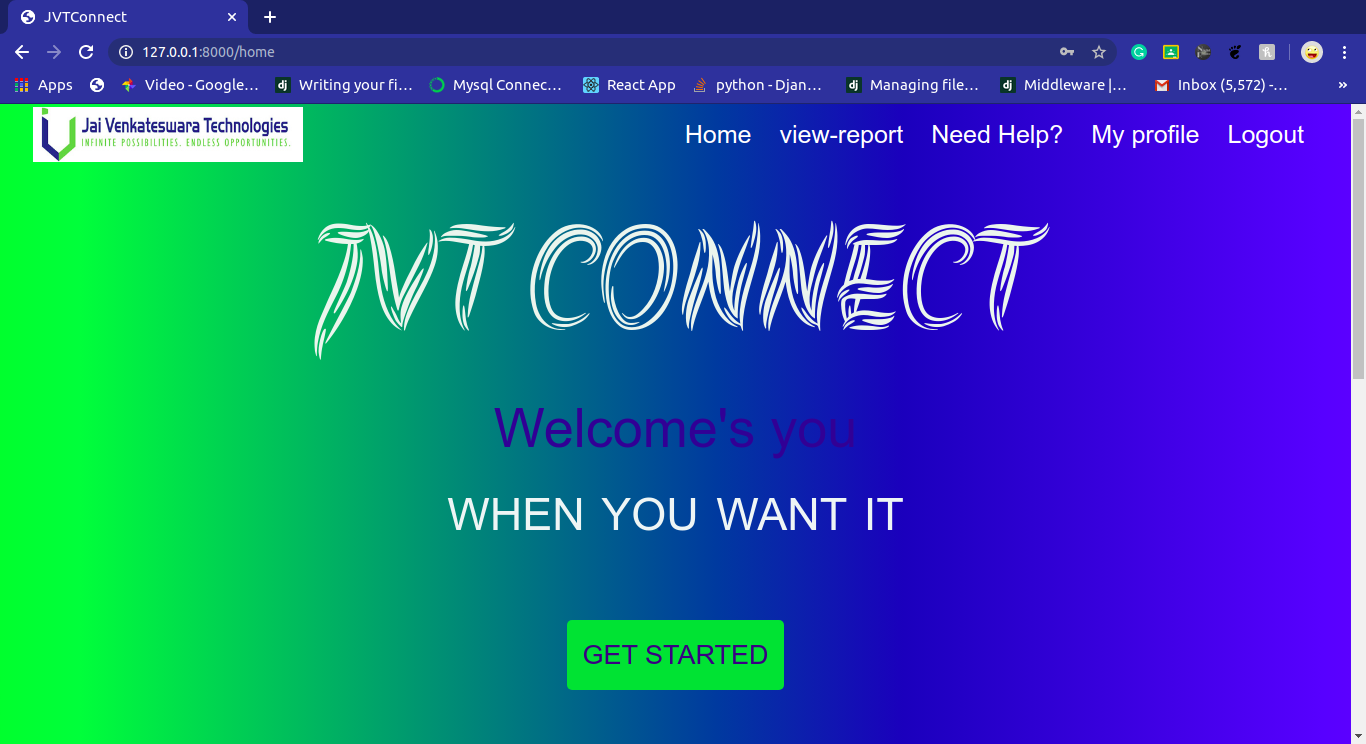 JVTConnect
127.0.0.1:8000/home
Apps Video - Google… Writing your fi… Mysql Connec… React App python - Djan… Managing file… Middleware |… Inbox (5,572) -… »
Jai Venkateswara Technologies
INFINITE POSSIBILITIES. ENDLESS OPPORTUNITIES.
Home view-report Need Help? My profile Logout
JVT CONNECT
Welcome's you
WHEN YOU WANT IT
GET STARTED